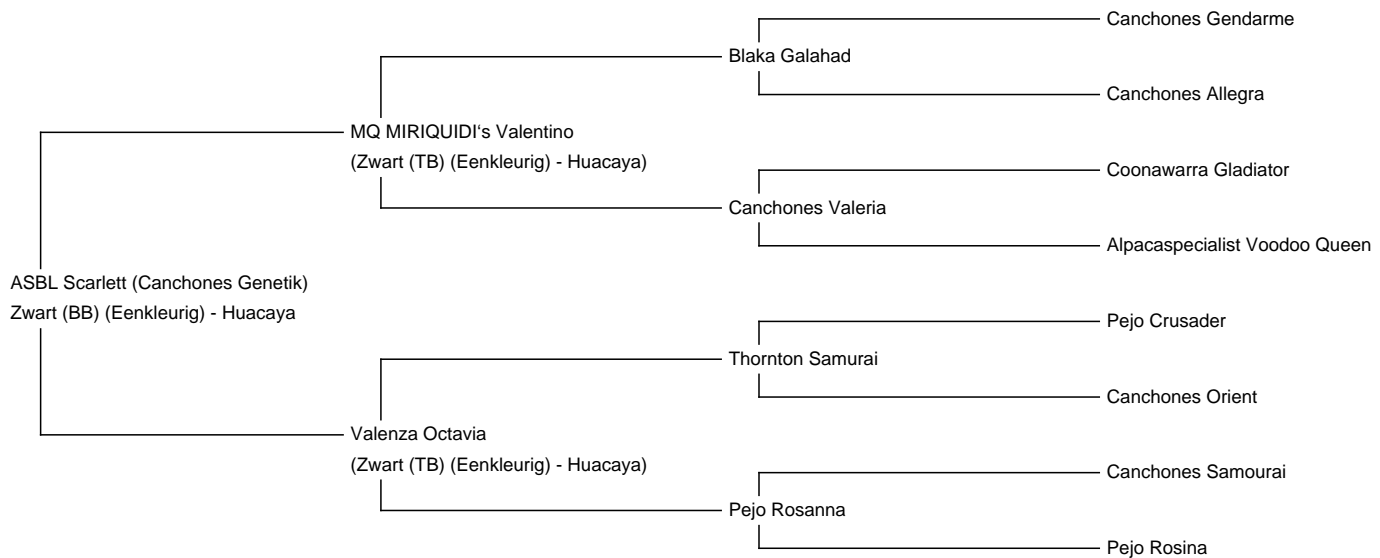 Canchones Gendarme
Blaka Galahad
Canchones Allegra
MQ MIRIQUIDI‘s Valentino
(Zwart (TB) (Eenkleurig) - Huacaya)
Coonawarra Gladiator
Canchones Valeria
Alpacaspecialist Voodoo Queen
ASBL Scarlett (Canchones Genetik)
Zwart (BB) (Eenkleurig) - Huacaya
Pejo Crusader
Thornton Samurai
Canchones Orient
Valenza Octavia
(Zwart (TB) (Eenkleurig) - Huacaya)
Canchones Samourai
Pejo Rosanna
Pejo Rosina